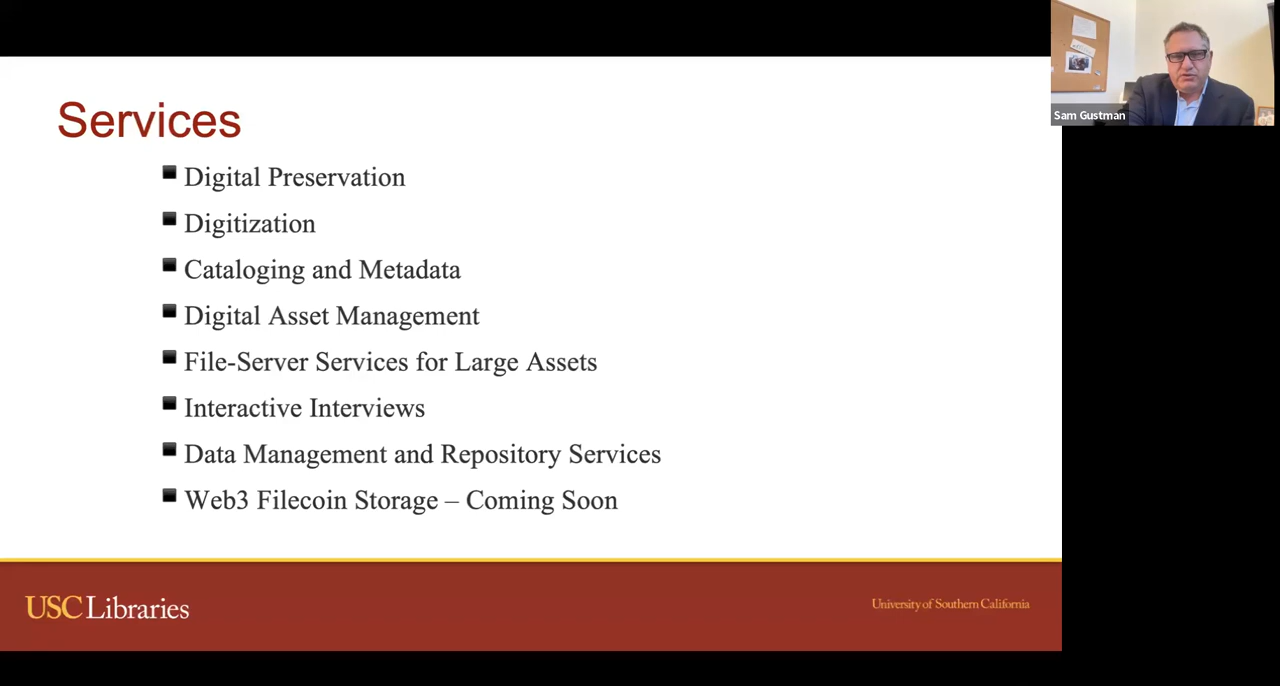 Services
Digital Preservation
Digitization
Cataloging and Metadata
Digital Asset Management
File-Server Services for Large Assets
Interactive Interviews
Data Management and Repository Services
Web3 Filecoin Storage – Coming Soon
USC Libraries
University of Southern California
Sam Gustman